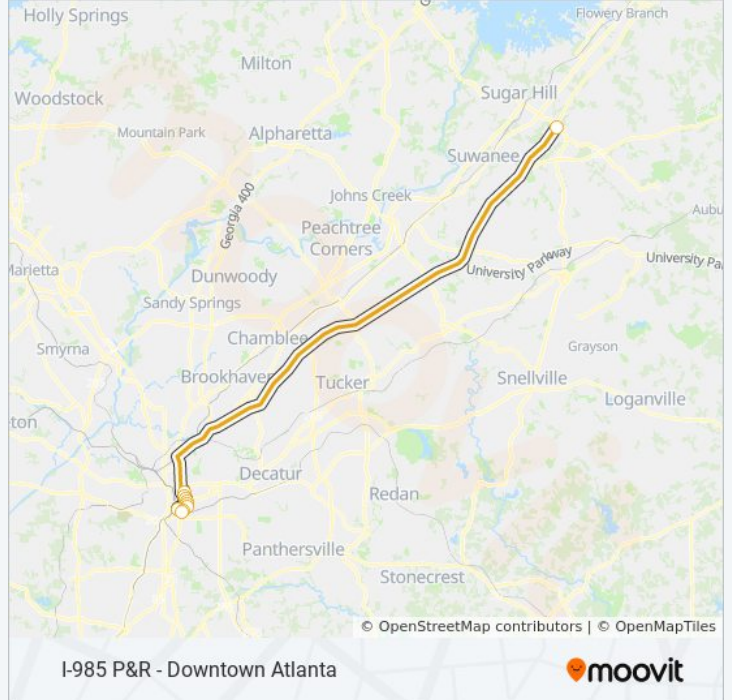 Holly Springs
Flowery Branch
Milton
Sugar Hill
Woodstock
Mountain Park
Alpharetta
Suwanee
Georgia 400
Johns Creek
Peachtree
Corners
Aubu
University Parkway
University Pa
Marietta
Dunwoody
Sandy Springs
Chamblee
Smyrna
Grayson
Brookhaven
Tucker
Snellville
Loganville
ton
Decatur
Redan
Panthersville
Stonecrest
© OpenStreetMap contributors | © OpenMapTiles
I-985 P&R - Downtown Atlanta
moovit